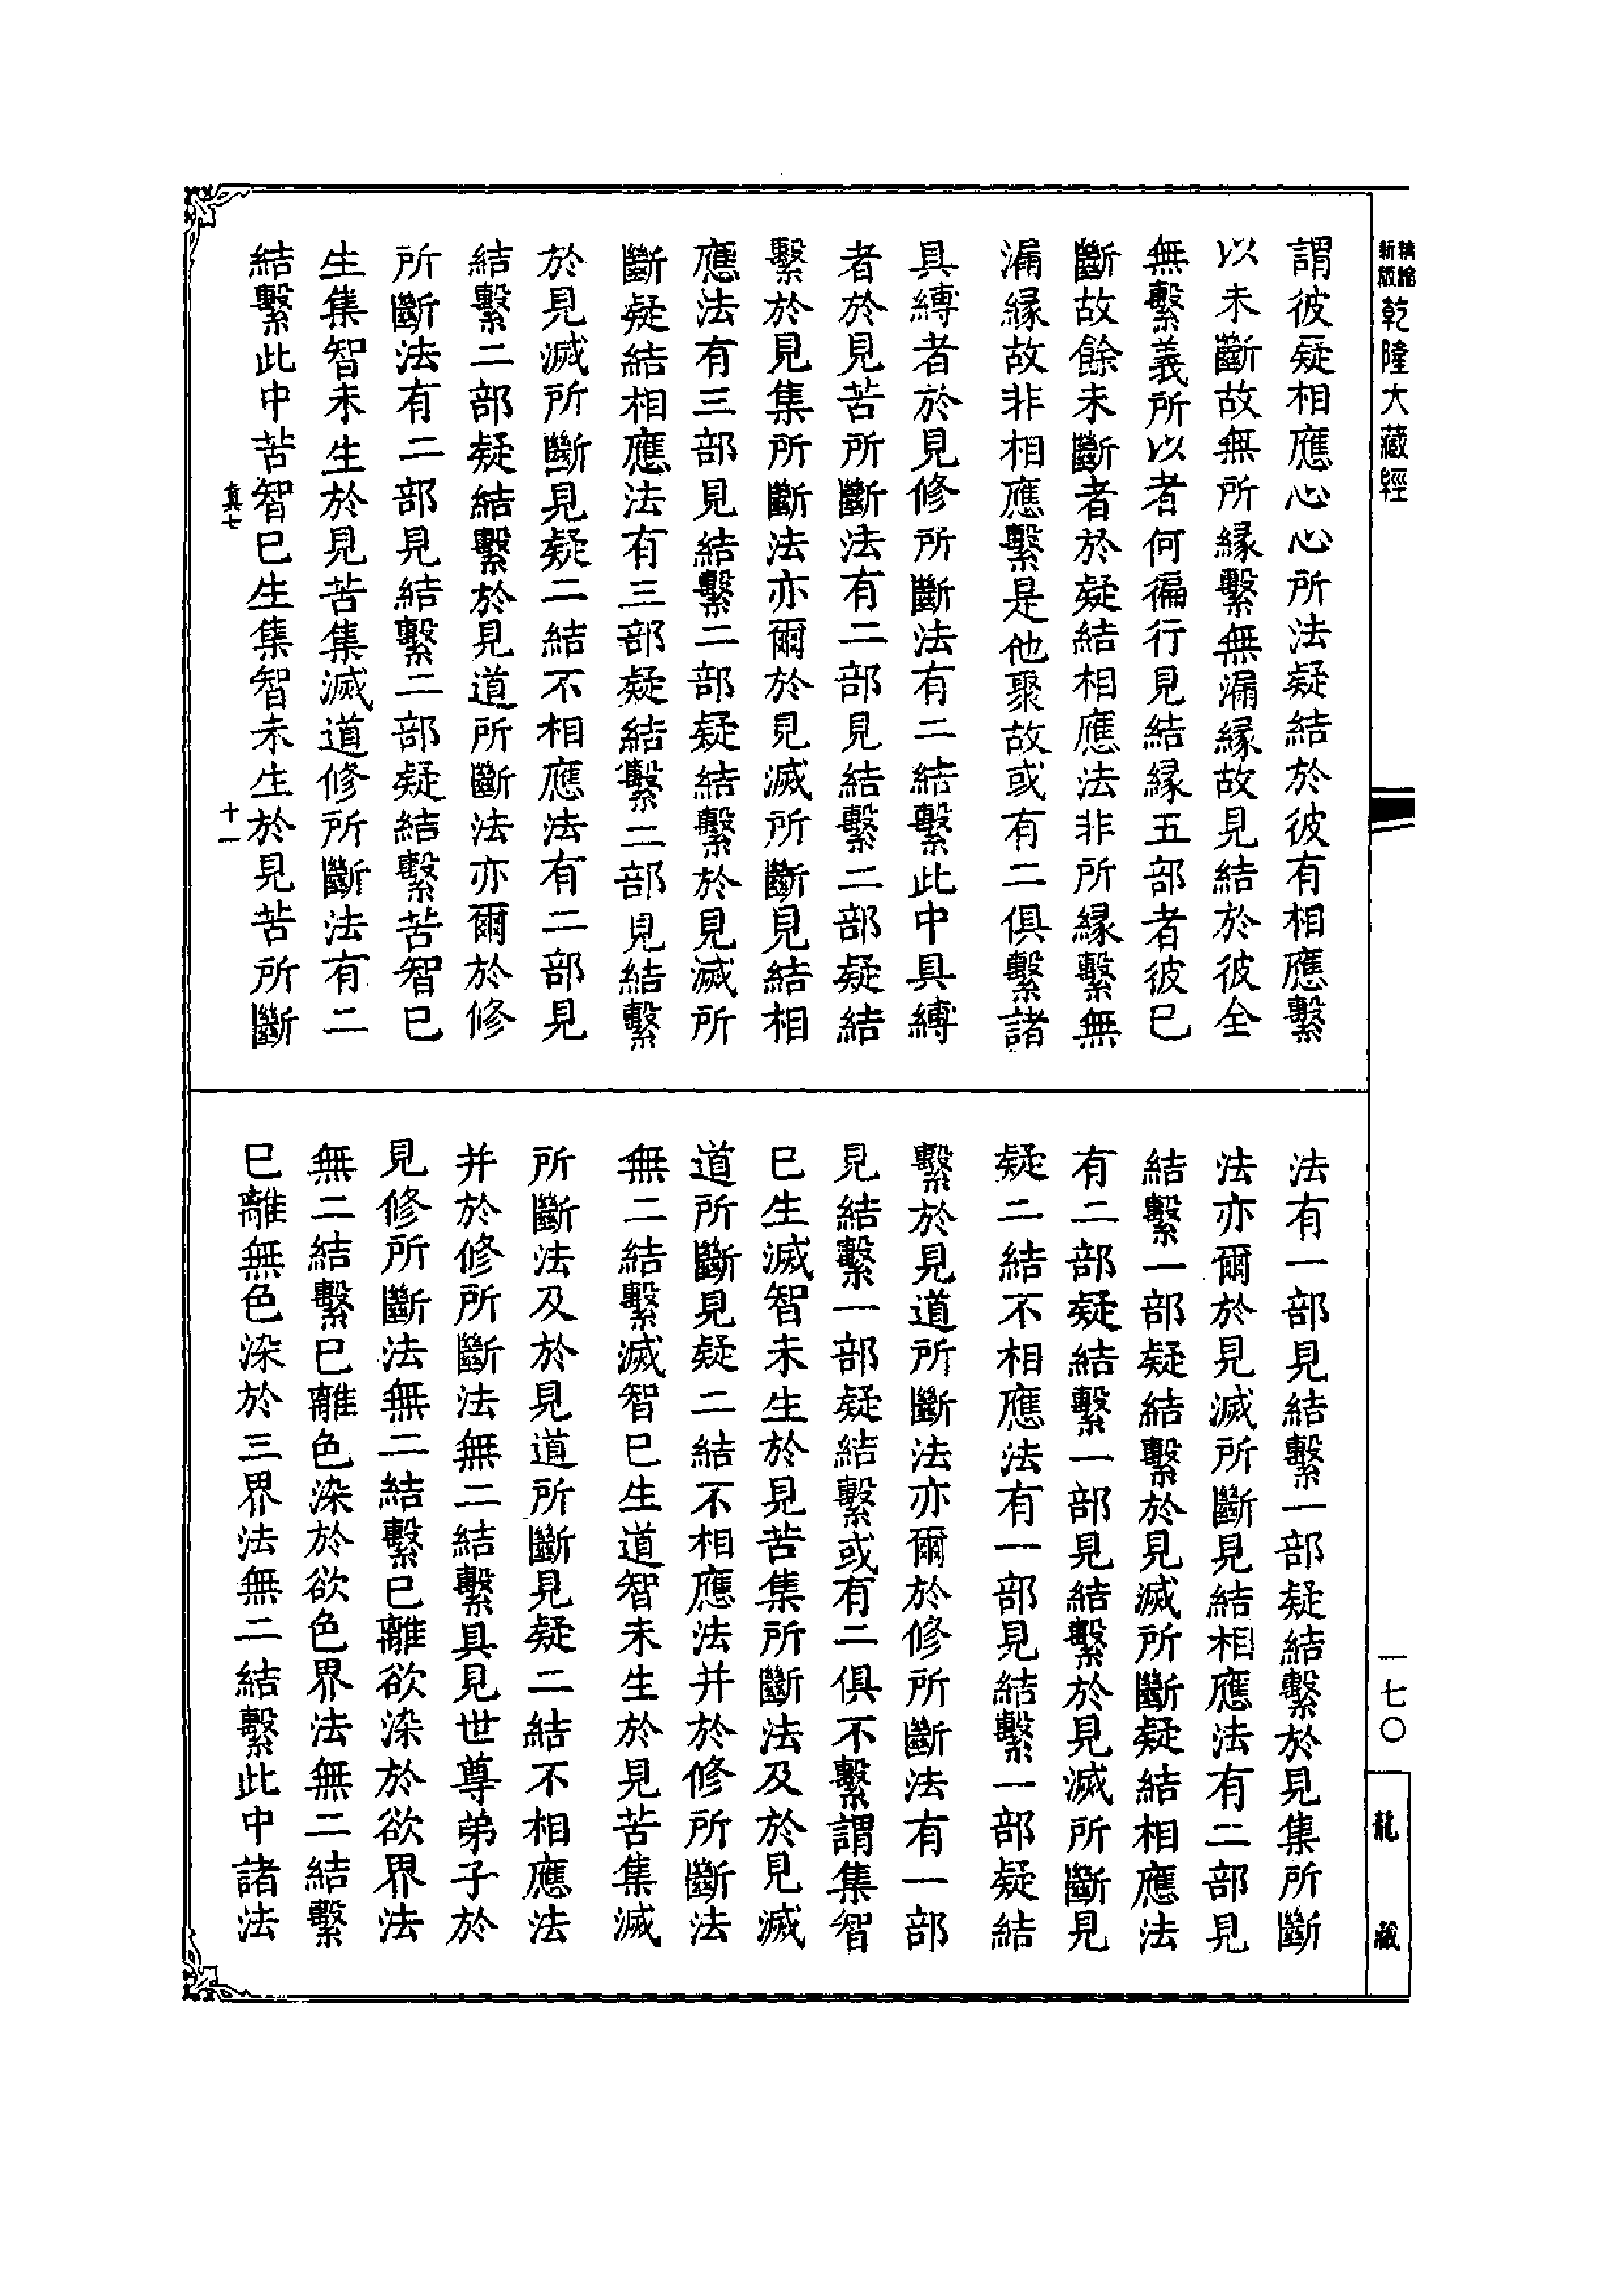 新版精縮
乾隆大藏經
謂彼疑相應心心所法疑結於彼有相應繫
以未斷故無所緣繫無漏緣故見結於彼全
無繫義所以者何徧行見結緣五部者彼已
斷故餘未斷者於疑結相應法非所緣繫無
漏緣故非相應繫是他聚故或有二俱繫諸
具縛者於見修所斷法有二結繫此中具縛
者於見苦所斷法有二部見結繫二部疑結
繫於見集所斷法亦爾於見滅所斷見結相
應法有三部見結繫二部疑結繫於見滅所
斷疑結相應法有三部疑結繫二部見結繫
於見滅所斷見疑二結不相應法有二部見
結繫二部疑結繫於見道所斷法亦爾於修
所斷法有二部見結繫二部疑結繫苦智已
生集智未生於見苦集滅道修所斷法有二
結繫此中苦智已生集智未生於見苦所斷
真七
十一
法有一部見結繫一部疑結繫於見集所斷
法亦爾於見滅所斷見結相應法有二部見
結繫一部疑結繫於見滅所斷疑結相應法
有二部疑結繫一部見結繫於見滅所斷見
疑二結不相應法有一部見結繫一部疑結
繫於見道所斷法亦爾於修所斷法有一部
見結繫一部疑結繫或有二俱不繫謂集智
已生滅智未生於見苦集所斷法及於見滅
道所斷見疑二結不相應法并於修所斷法
無二結繫滅智已生道智未生於見苦集滅
所斷法及於見道所斷見疑二結不相應法
并於修所斷法無二結繫具見世尊弟子於
見修所斷法無二結繫已離欲染於欲界法
無二結繫已離色染於欲色界法無二結繫
已離無色染於三界法無二結繫此中諸法
一七〇
龍藏